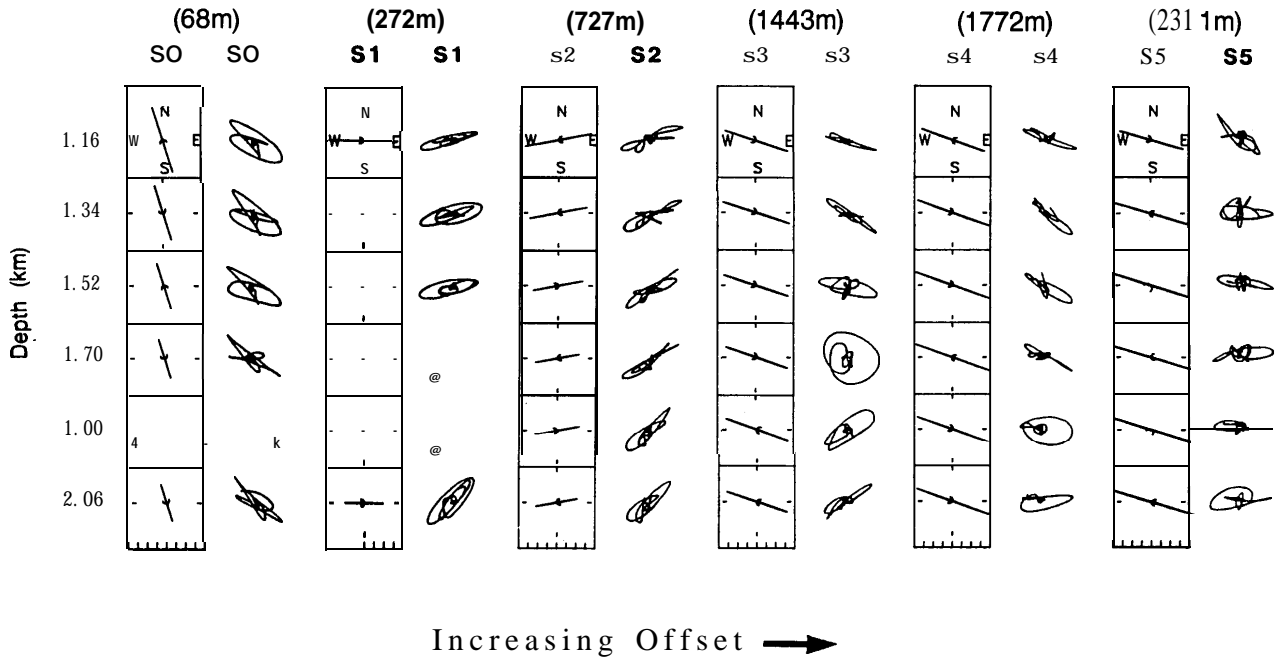 (68m) (272m) (727m) (1443m) (1772m) (231 1m)
SO SO S1 S1 s2 S2 s3 s3 s4 s4 S5 S5
N N N N N N
1.16 W E W E W E W E W E W E
S S S S S S
1.34
1.52
Depth (km)
1.70
@
1.00
4 k @
2.06
Increasing Offset